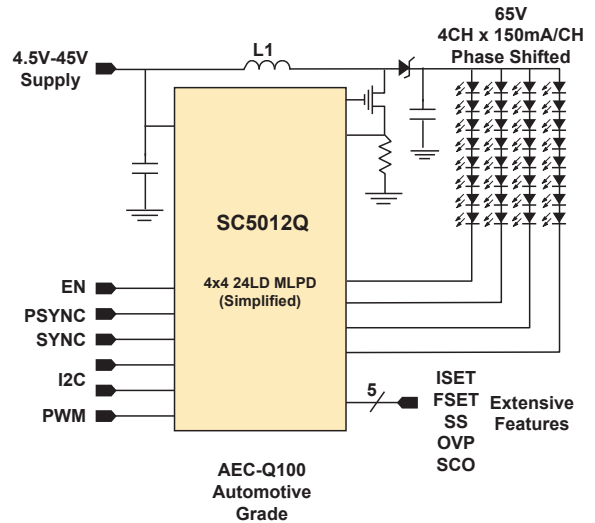 65V
4CH x 150mA/CH
Phase Shifted
4.5V-45V
Supply
L1
SC5012Q
4x4 24LD MLPD
(Simplified)
EN
PSYNC
SYNC
I2C
PWM
5
ISET
FSET
SS
OVP
SCO
Extensive
Features
AEC-Q100
Automotive
Grade